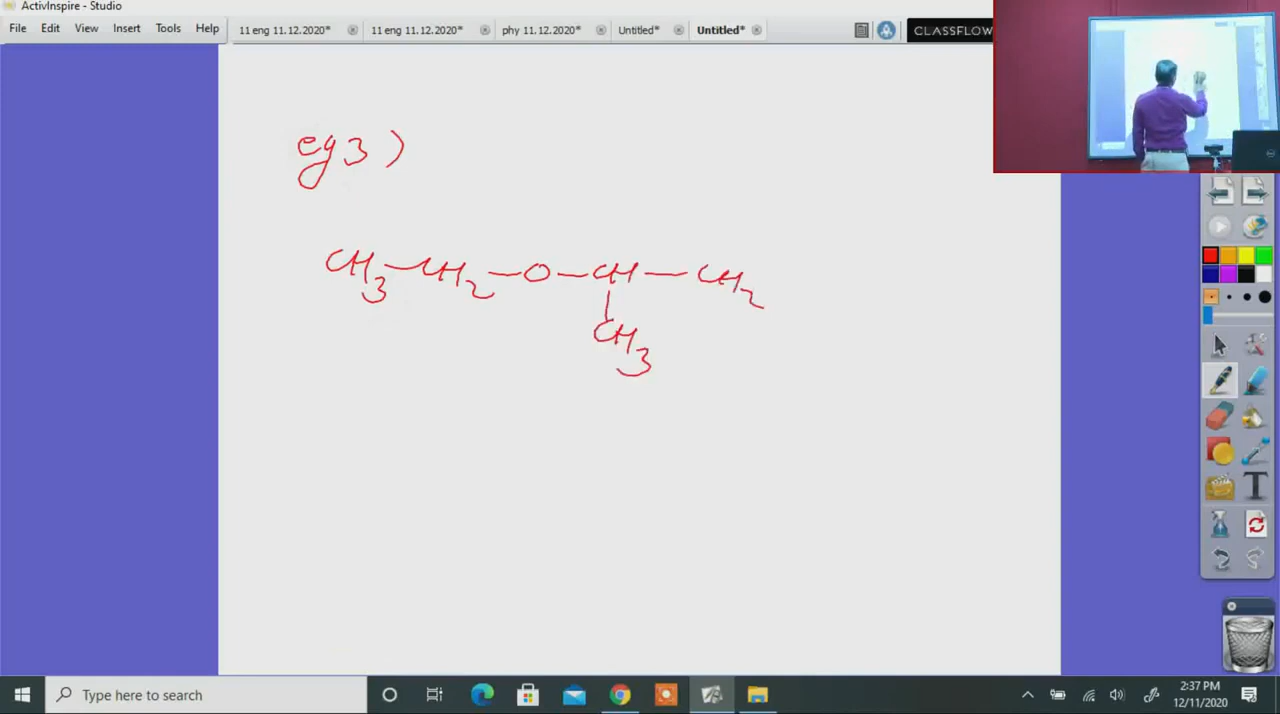 ActivInspire - Studio
File Edit View Insert Tools Help
11 eng 11.12.2020* 11 eng 11.12.2020* phy 11.12.2020* Untitled* Untitled* CLASSFLOW
eg 3)
CH3-CH2-O-CH-CH2
CH3
T
Type here to search
2:37 PM
12/11/2020